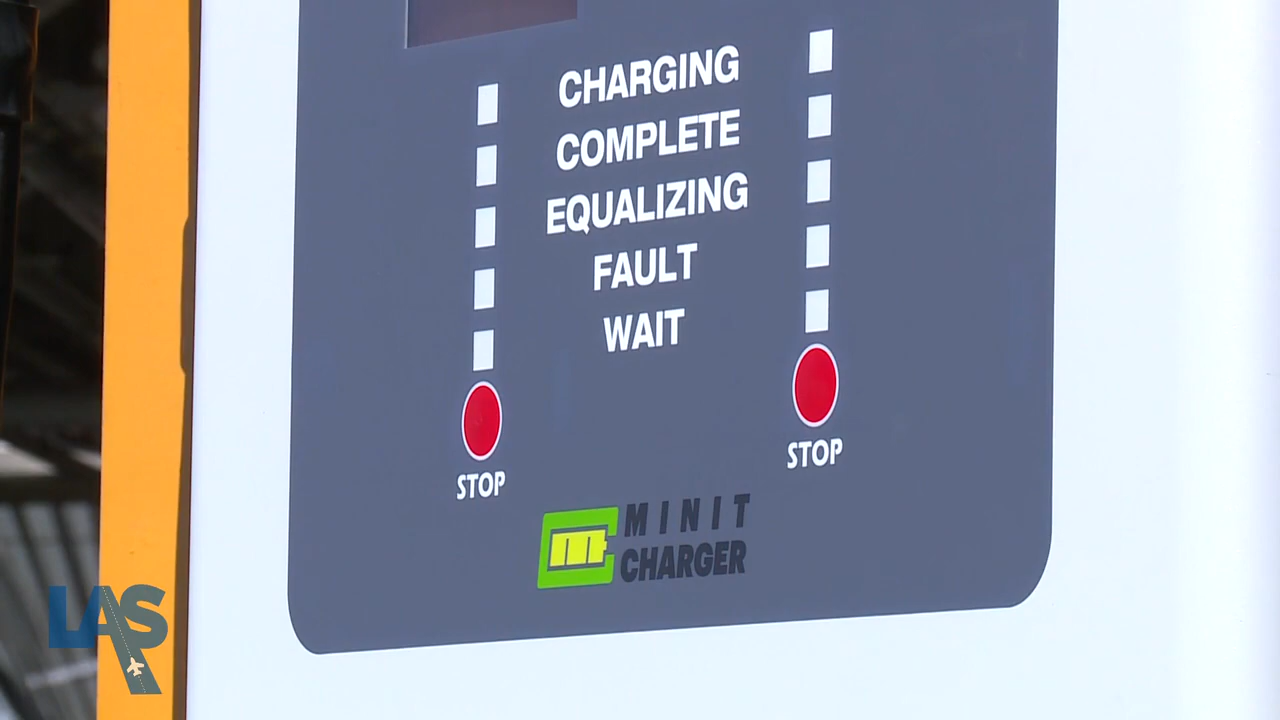 CHARGING
COMPLETE
EQUALIZING
FAULT
WAIT
STOP
STOP
MINIT
CHARGER
LAS